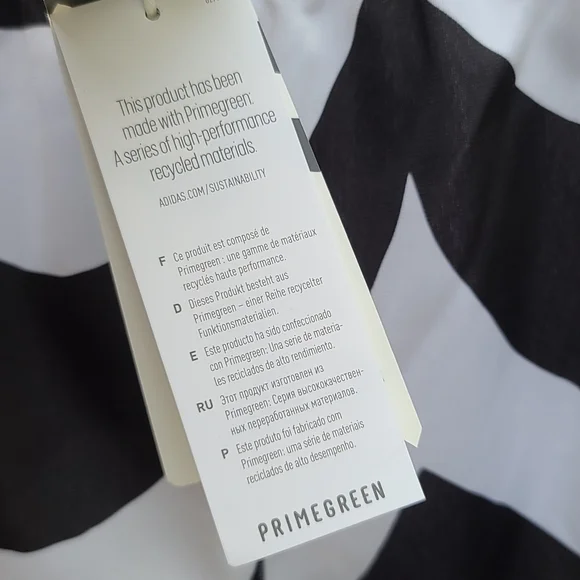 This product has been
made with Primegreen:
A series of high-performance
recycled materials.
ADIDAS.COM/SUSTAINABILITY
F Ce produit est composé de
Primegreen : une gamme de matériaux
recyclés haute performance.
D Dieses Produkt besteht aus
Primegreen – einer Reihe recycelter
Funktionsmaterialien.
E Este producto ha sido confeccionado
con Primegreen: Una serie de materia-
les reciclados de alto rendimiento.
RU Этот продукт изготовлен из
Primegreen: Серия высококачествен-
ных переработанных материалов.
P Este produto foi fabricado com
Primegreen: uma série de materiais
reciclados de alto desempenho.
PRIMEGREEN